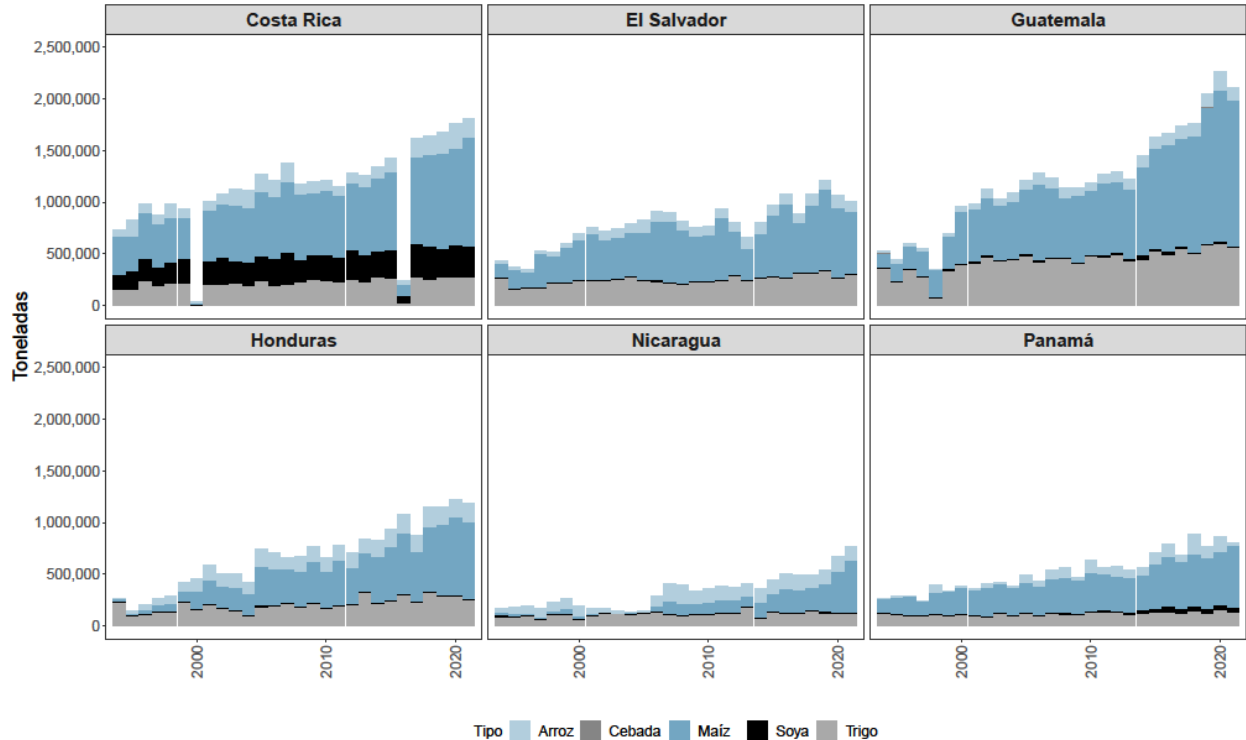 Costa Rica El Salvador Guatemala
2,500,000
2,000,000
1,500,000
1,000,000
500,000
0
Toneladas
Honduras Nicaragua Panamá
2,500,000
2,000,000
1,500,000
1,000,000
500,000
0
2000 2010 2020 2000 2010 2020 2000 2010 2020
Tipo Arroz Cebada Maíz Soya Trigo